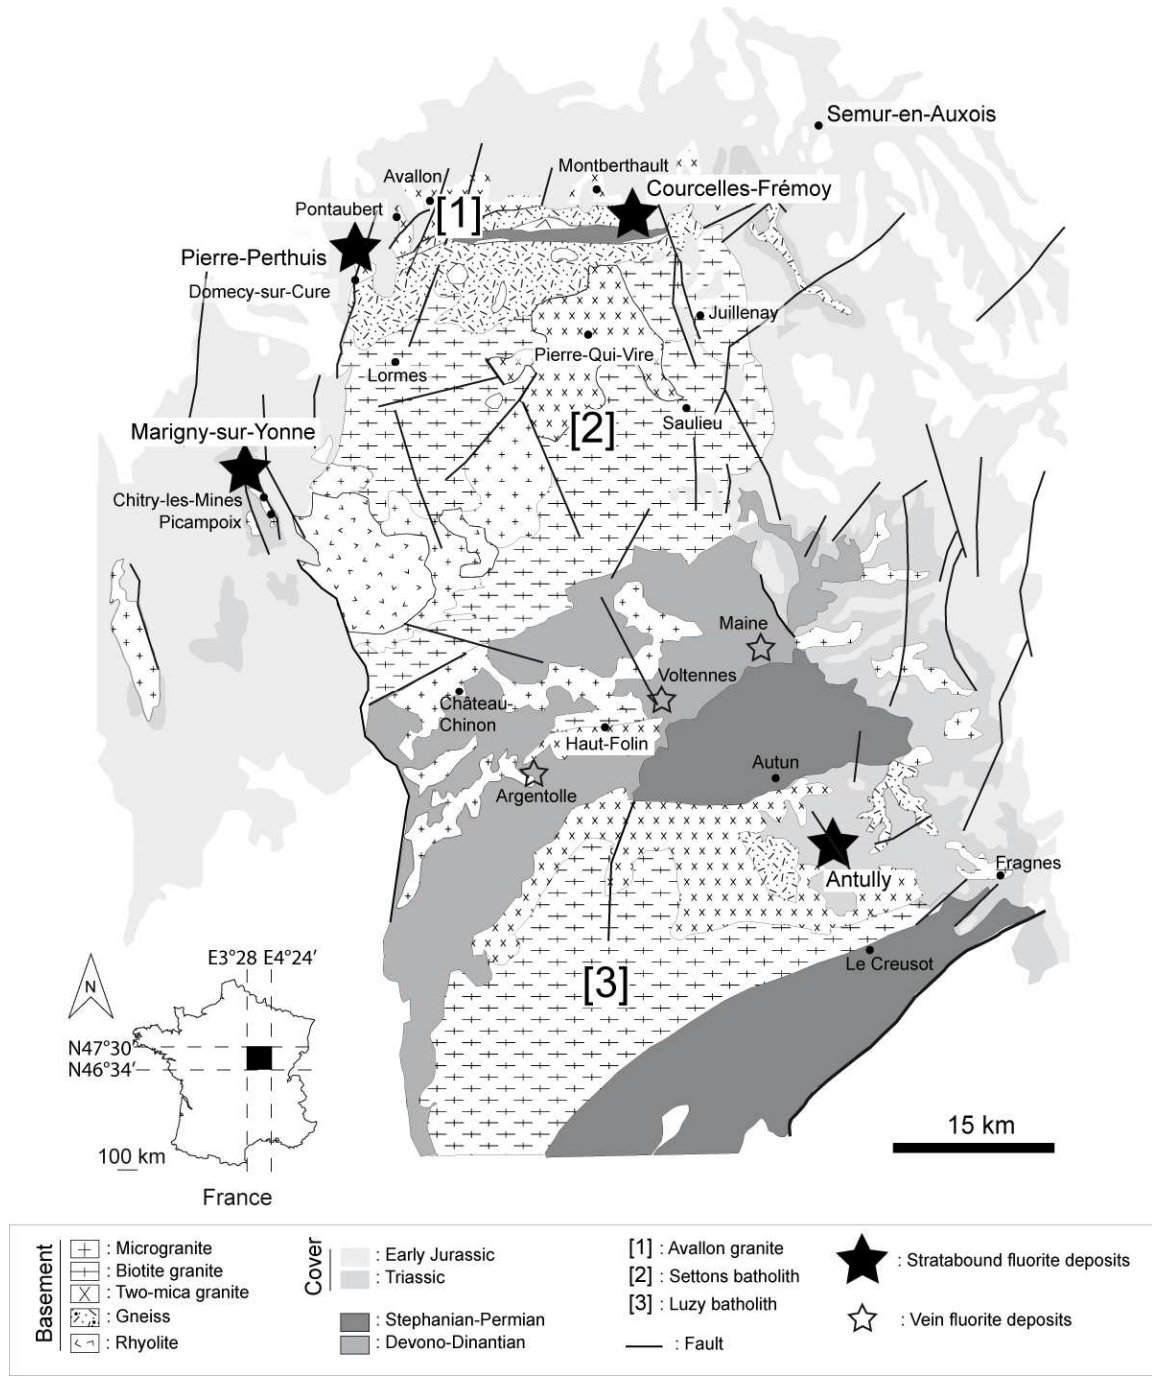 Semur-en-Auxois
Montberthault
Avallon
Courcelles-Frémoy
Pontaubert
[1]
Pierre-Perthuis
Domecy-sur-Cure
Juillenay
Pierre-Qui-Vire
Lormes
Saulieu
[2]
Marigny-sur-Yonne
Chitry-les-Mines
Picampoix
Maine
Voltennes
Château-
Chinon
Haut-Folin
Autun
Argentolle
Antully
Fragnes
Le Creusot
[3]
E3°28 E4°24'
N
N47°30'
N46°34'
100 km
France
15 km
Basement
: Microgranite
: Biotite granite
: Two-mica granite
: Gneiss
: Rhyolite
Cover
: Early Jurassic
: Triassic
: Stephanian-Permian
: Devono-Dinantian
[1] : Avallon granite
[2] : Settons batholith
[3] : Luzy batholith
: Fault
: Stratabound fluorite deposits
: Vein fluorite deposits